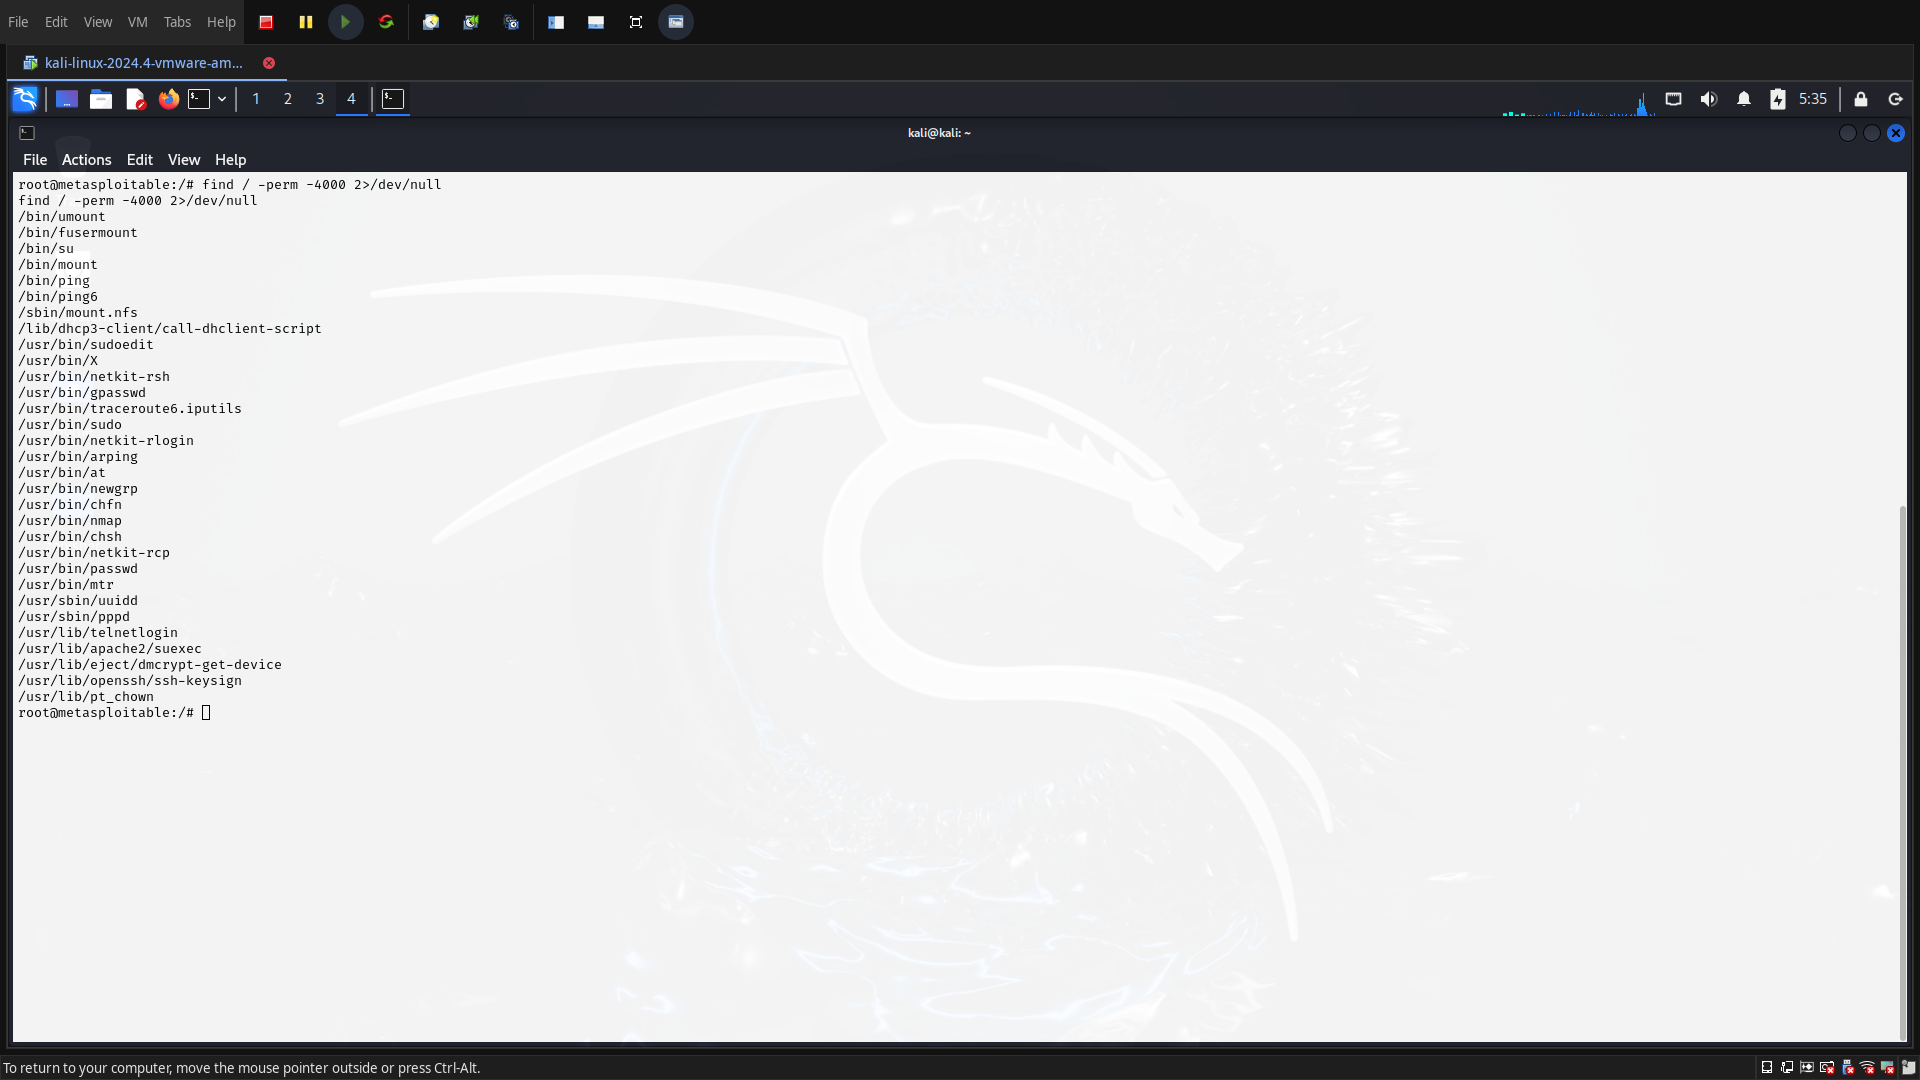 File Edit View VM Tabs Help
kali-linux-2024.4-vmware-am...
1 2 3 4
5:35
kali@kali: ~
File Actions Edit View Help
root@metasploitable:/# find / -perm -4000 2>/dev/null
find / -perm -4000 2>/dev/null
/bin/umount
/bin/fusermount
/bin/su
/bin/mount
/bin/ping
/bin/ping6
/sbin/mount.nfs
/lib/dhcp3-client/call-dhclient-script
/usr/bin/sudoedit
/usr/bin/X
/usr/bin/netkit-rsh
/usr/bin/gpasswd
/usr/bin/traceroute6.iputils
/usr/bin/sudo
/usr/bin/netkit-rlogin
/usr/bin/arping
/usr/bin/at
/usr/bin/newgrp
/usr/bin/chfn
/usr/bin/nmap
/usr/bin/chsh
/usr/bin/netkit-rcp
/usr/bin/passwd
/usr/bin/mtr
/usr/sbin/uuidd
/usr/sbin/pppd
/usr/lib/telnetlogin
/usr/lib/apache2/suexec
/usr/lib/eject/dmcrypt-get-device
/usr/lib/openssh/ssh-keysign
/usr/lib/pt_chown
root@metasploitable:/#
To return to your computer, move the mouse pointer outside or press Ctrl-Alt.